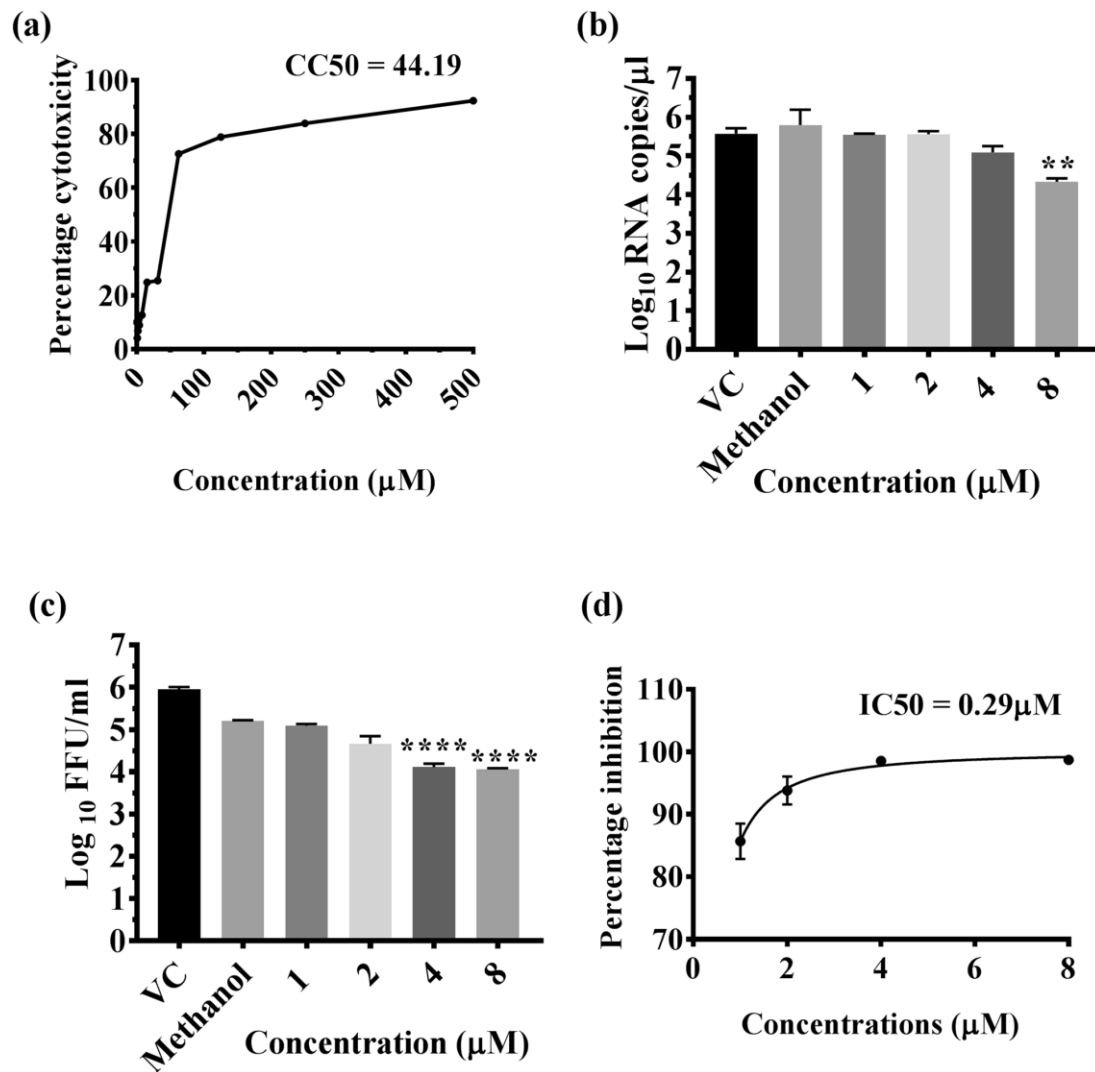 (a)
CC50 = 44.19
Percentage cytotoxicity
100
80
60
40
20
0
0
100
200
300
400
500
Concentration (μM)
(b)
Log10 RNA copies/μl
7
6
5
4
3
2
1
0
**
VC
Methanol
1
2
4
8
Concentration (μM)
(c)
Log 10 FFU/ml
7
6
5
4
3
2
1
0
**** ****
VC
Methanol
1
2
4
8
Concentration (μM)
(d)
IC50 = 0.29μM
Percentage inhibition
110
100
90
80
70
0 2 4 6 8
Concentrations (μM)